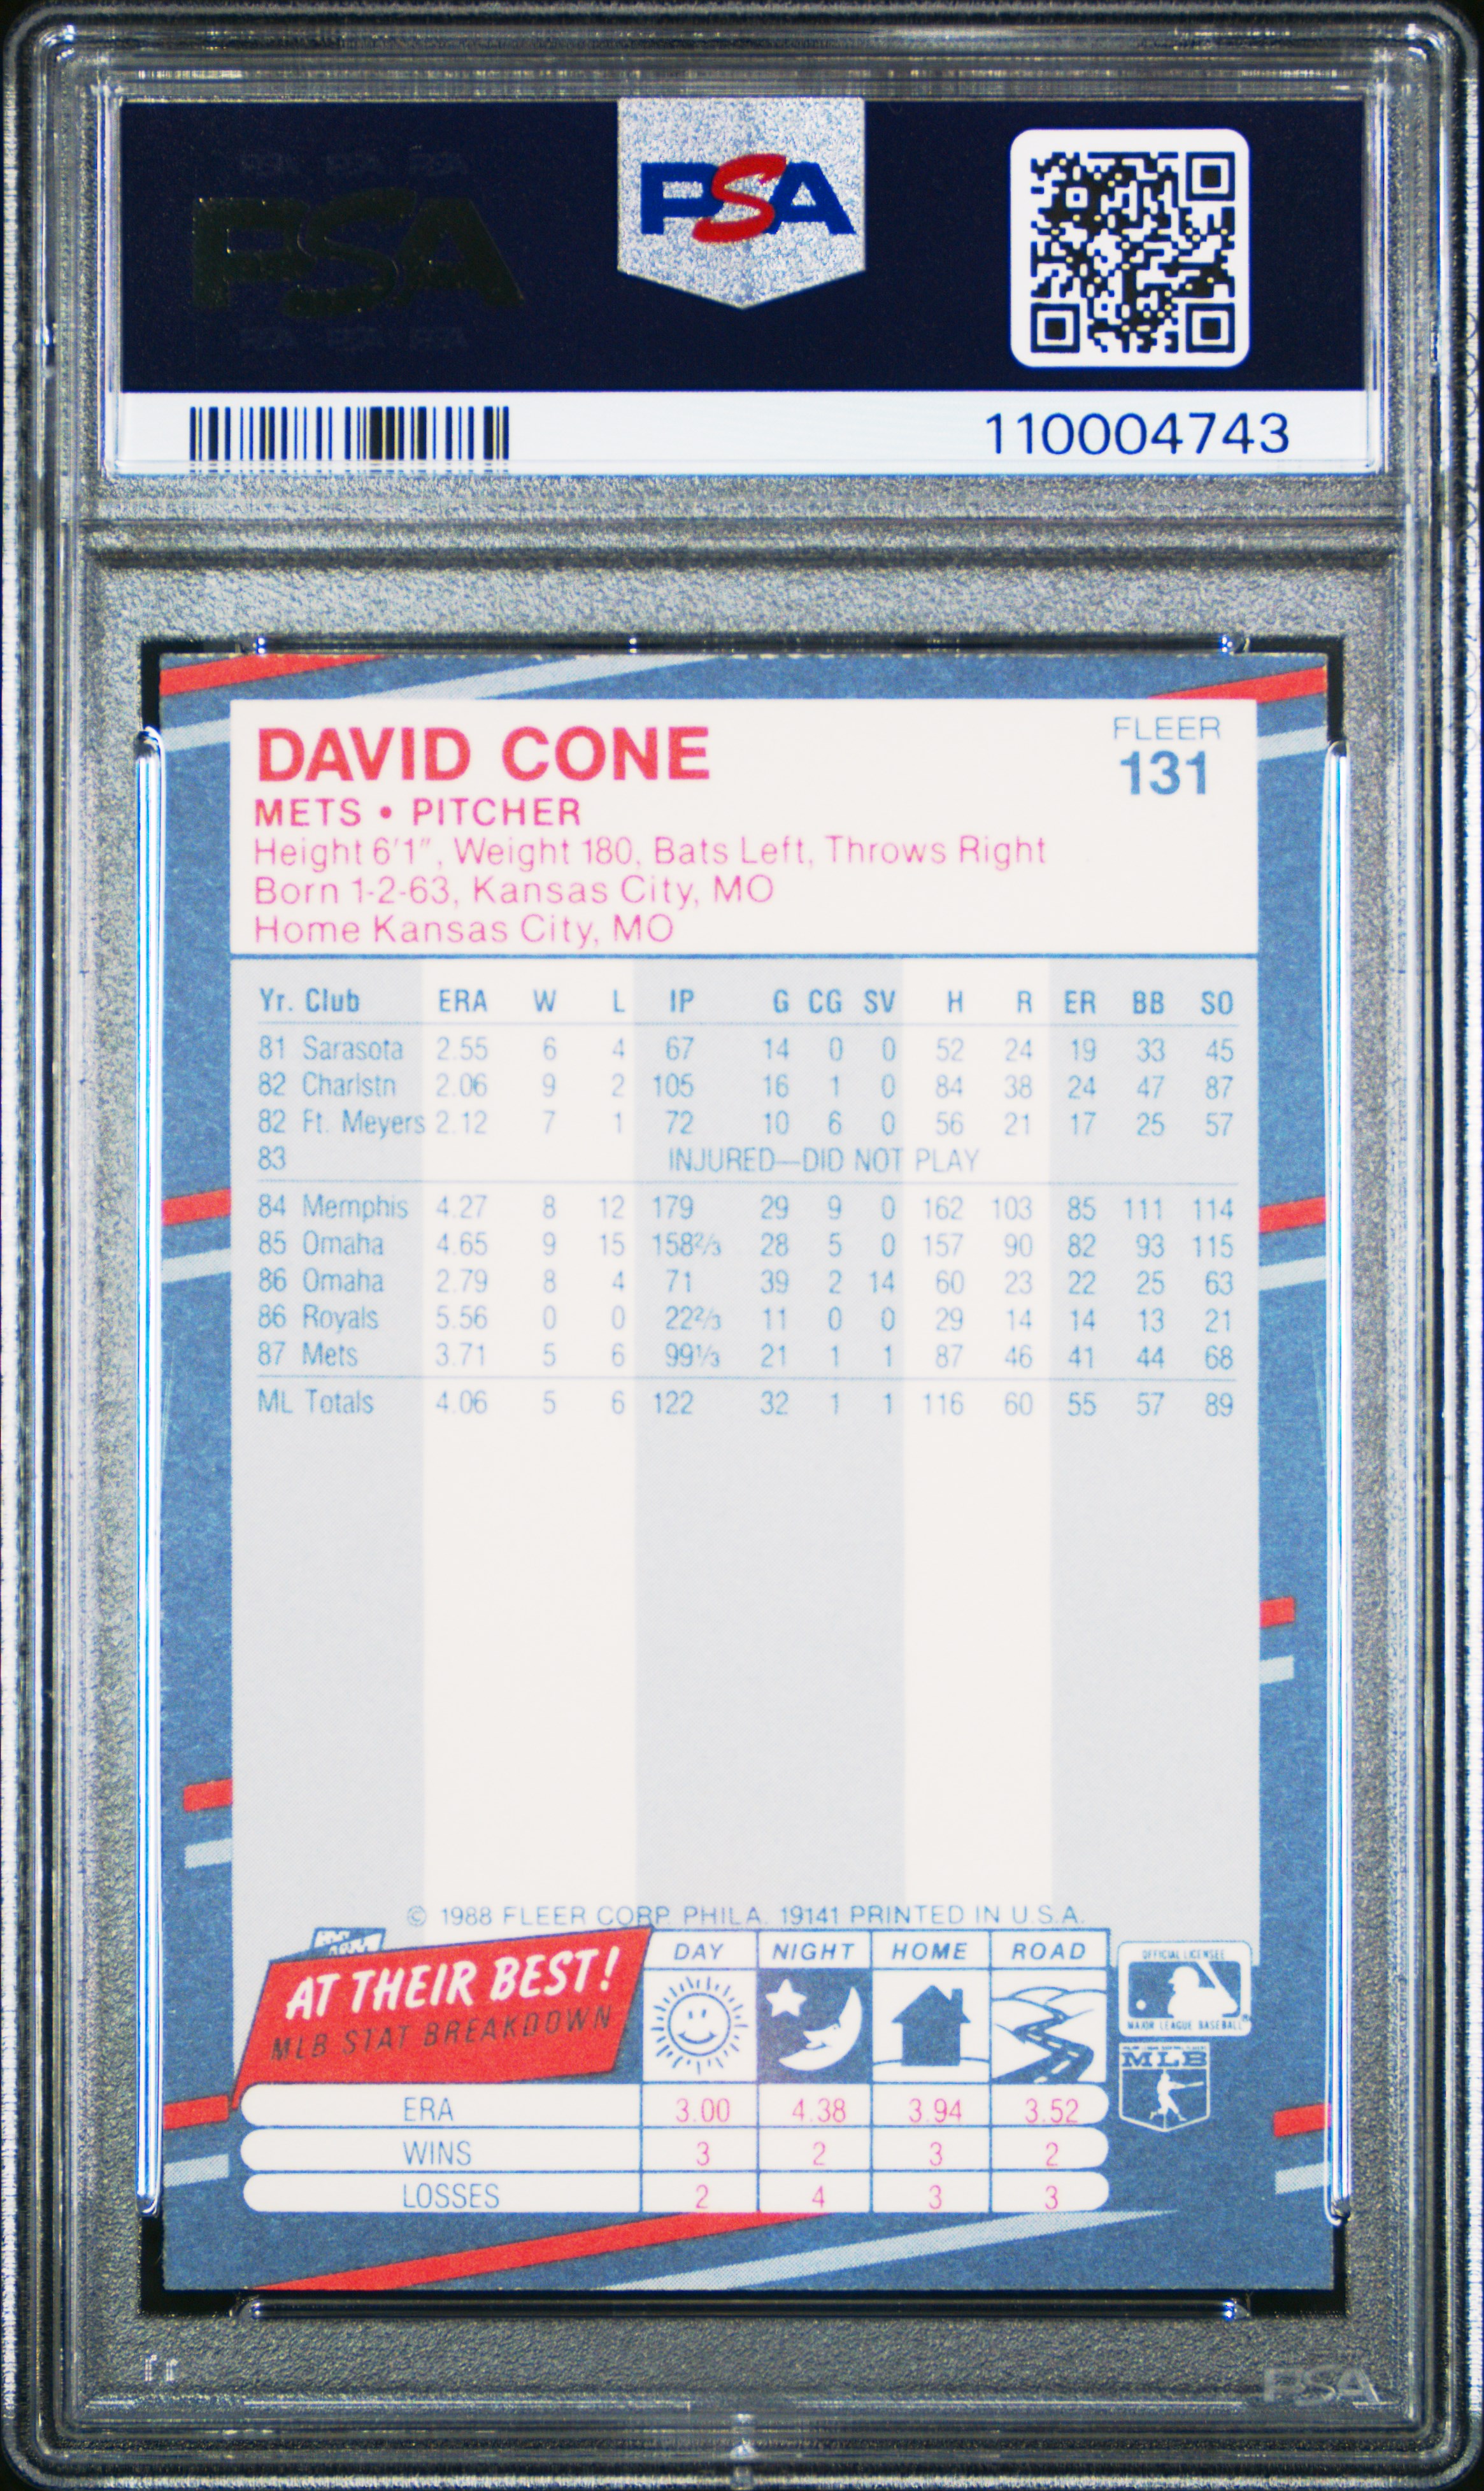 PSA
PSA
110004743
DAVID CONE
FLEER
131
METS • PITCHER
Height 6'1", Weight 180, Bats Left, Throws Right
Born 1-2-63, Kansas City, MO
Home Kansas City, MO
Yr. Club ERA W L IP G CG SV H R ER BB SO
81 Sarasota 2.55 6 4 67 14 0 0 52 24 19 33 45
82 Charlstn 2.06 9 2 105 16 1 0 84 38 24 47 87
82 Ft. Meyers 2.12 7 1 72 10 6 0 56 21 17 25 57
83 INJURED—DID NOT PLAY
84 Memphis 4.27 8 12 179 29 9 0 162 103 85 111 114
85 Omaha 4.65 9 15 158⅔ 28 5 0 157 90 82 93 115
86 Omaha 2.79 8 4 71 39 2 14 60 23 22 25 63
86 Royals 5.56 0 0 22⅔ 11 0 0 29 14 14 13 21
87 Mets 3.71 5 6 99⅓ 21 1 1 87 46 41 44 68
ML Totals 4.06 5 6 122 32 1 1 116 60 55 57 89
© 1988 FLEER CORP. PHILA. 19141 PRINTED IN U.S.A.
AT THEIR BEST!
MLB STAT BREAKDOWN
DAY NIGHT HOME ROAD
OFFICIAL LICENSEE
MAJOR LEAGUE BASEBALL
MLB
ERA 3.00 4.38 3.94 3.52
WINS 3 2 3 2
LOSSES 2 4 3 3
PSA